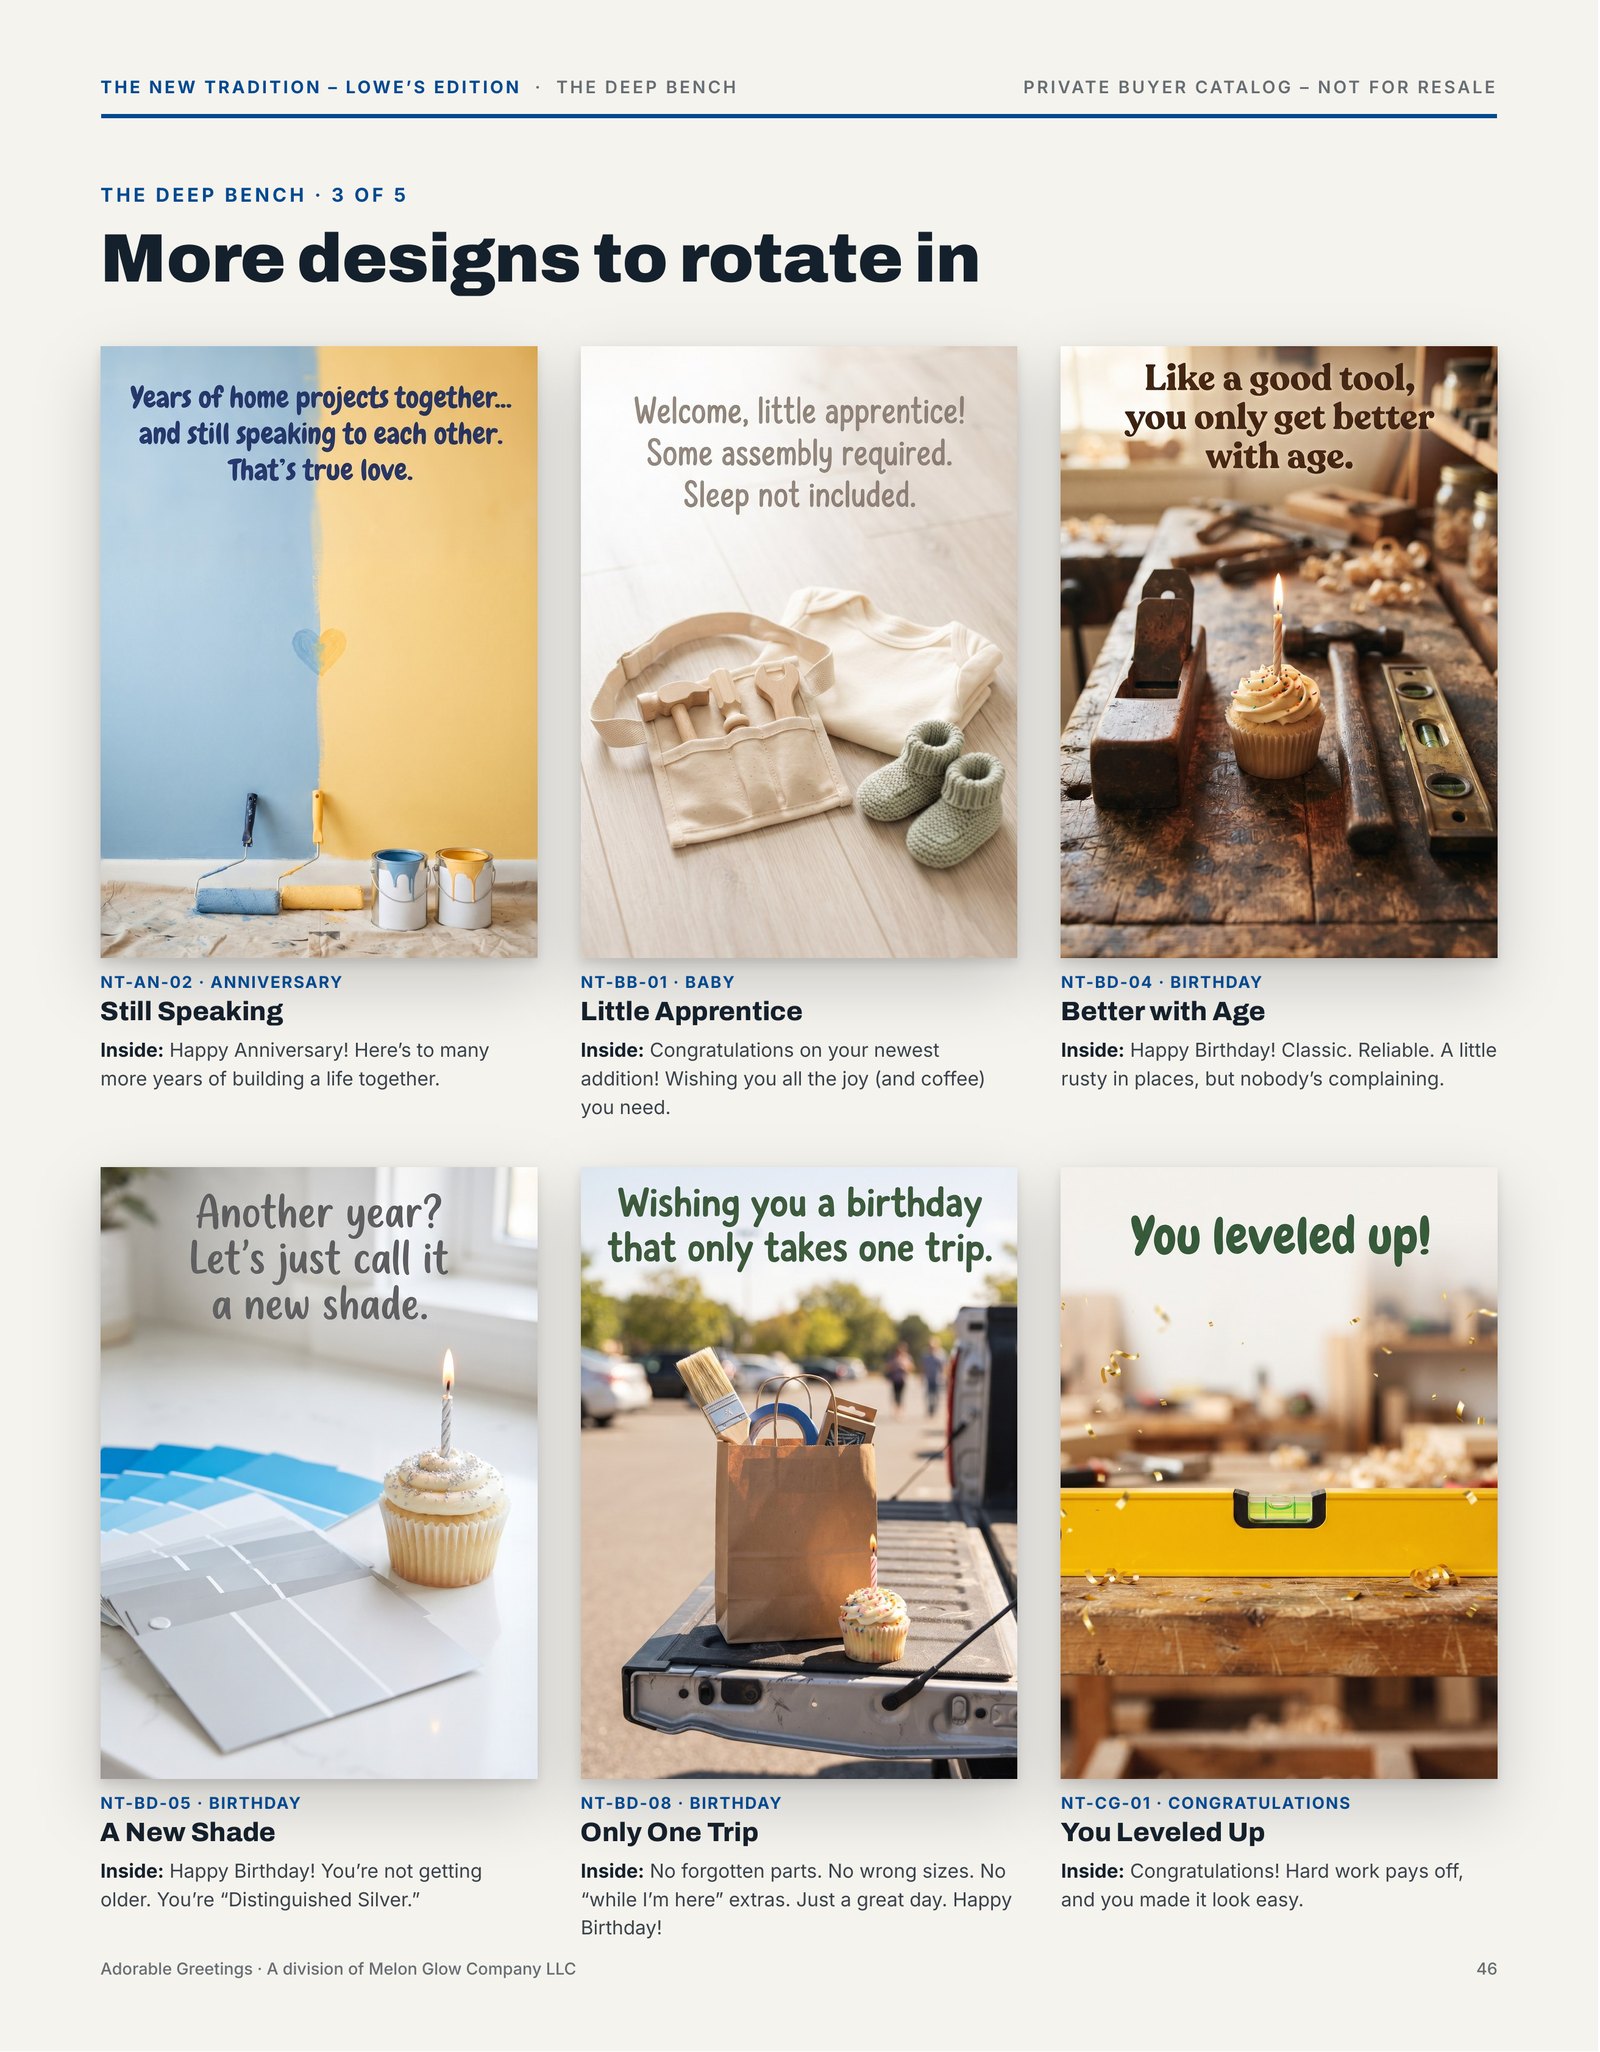 THE NEW TRADITION – LOWE’S EDITION · THE DEEP BENCH
PRIVATE BUYER CATALOG – NOT FOR RESALE
THE DEEP BENCH · 3 OF 5
More designs to rotate in
Years of home projects together...
and still speaking to each other.
That’s true love.
NT-AN-02 · ANNIVERSARY
Still Speaking
Inside: Happy Anniversary! Here’s to many
more years of building a life together.
Welcome, little apprentice!
Some assembly required.
Sleep not included.
NT-BB-01 · BABY
Little Apprentice
Inside: Congratulations on your newest
addition! Wishing you all the joy (and coffee)
you need.
Like a good tool,
you only get better
with age.
NT-BD-04 · BIRTHDAY
Better with Age
Inside: Happy Birthday! Classic. Reliable. A little
rusty in places, but nobody’s complaining.
Another year?
Let’s just call it
a new shade.
NT-BD-05 · BIRTHDAY
A New Shade
Inside: Happy Birthday! You’re not getting
older. You’re “Distinguished Silver.”
Wishing you a birthday
that only takes one trip.
NT-BD-08 · BIRTHDAY
Only One Trip
Inside: No forgotten parts. No wrong sizes. No
“while I’m here” extras. Just a great day. Happy
Birthday!
You leveled up!
NT-CG-01 · CONGRATULATIONS
You Leveled Up
Inside: Congratulations! Hard work pays off,
and you made it look easy.
Adorable Greetings · A division of Melon Glow Company LLC
46